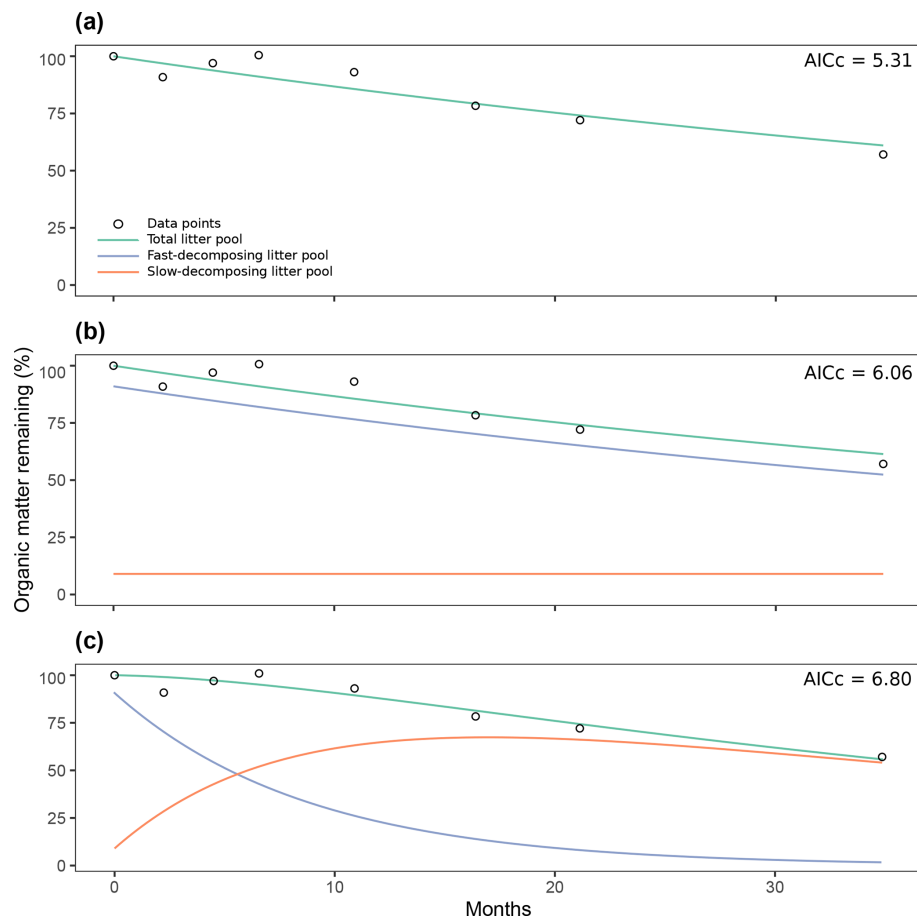 (a)
AICc = 5.31
100
75
50
25
0
Data points
Total litter pool
Fast-decomposing litter pool
Slow-decomposing litter pool
(b)
AICc = 6.06
100
75
50
25
0
Organic matter remaining (%)
(c)
AICc = 6.80
100
75
50
25
0
0 10 20 30
Months